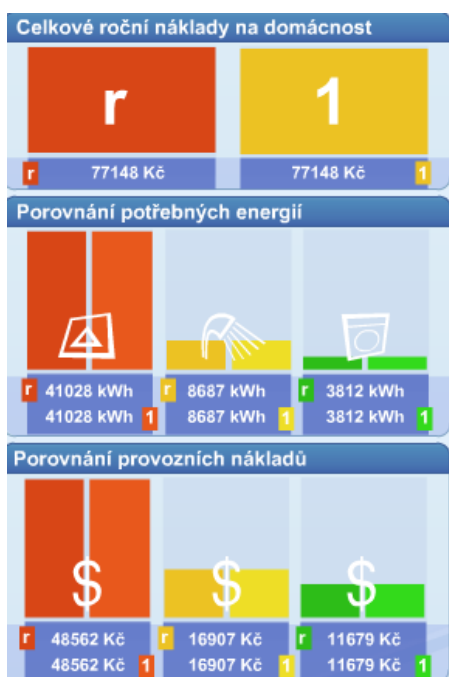 Celkové roční náklady na domácnost
r 1
r 77148 Kč 77148 Kč 1
Porovnání potřebných energií
r 41028 kWh r 8687 kWh r 3812 kWh
41028 kWh 1 8687 kWh 1 3812 kWh 1
Porovnání provozních nákladů
$ $ $
r 48562 Kč r 16907 Kč r 11679 Kč
48562 Kč 1 16907 Kč 1 11679 Kč 1